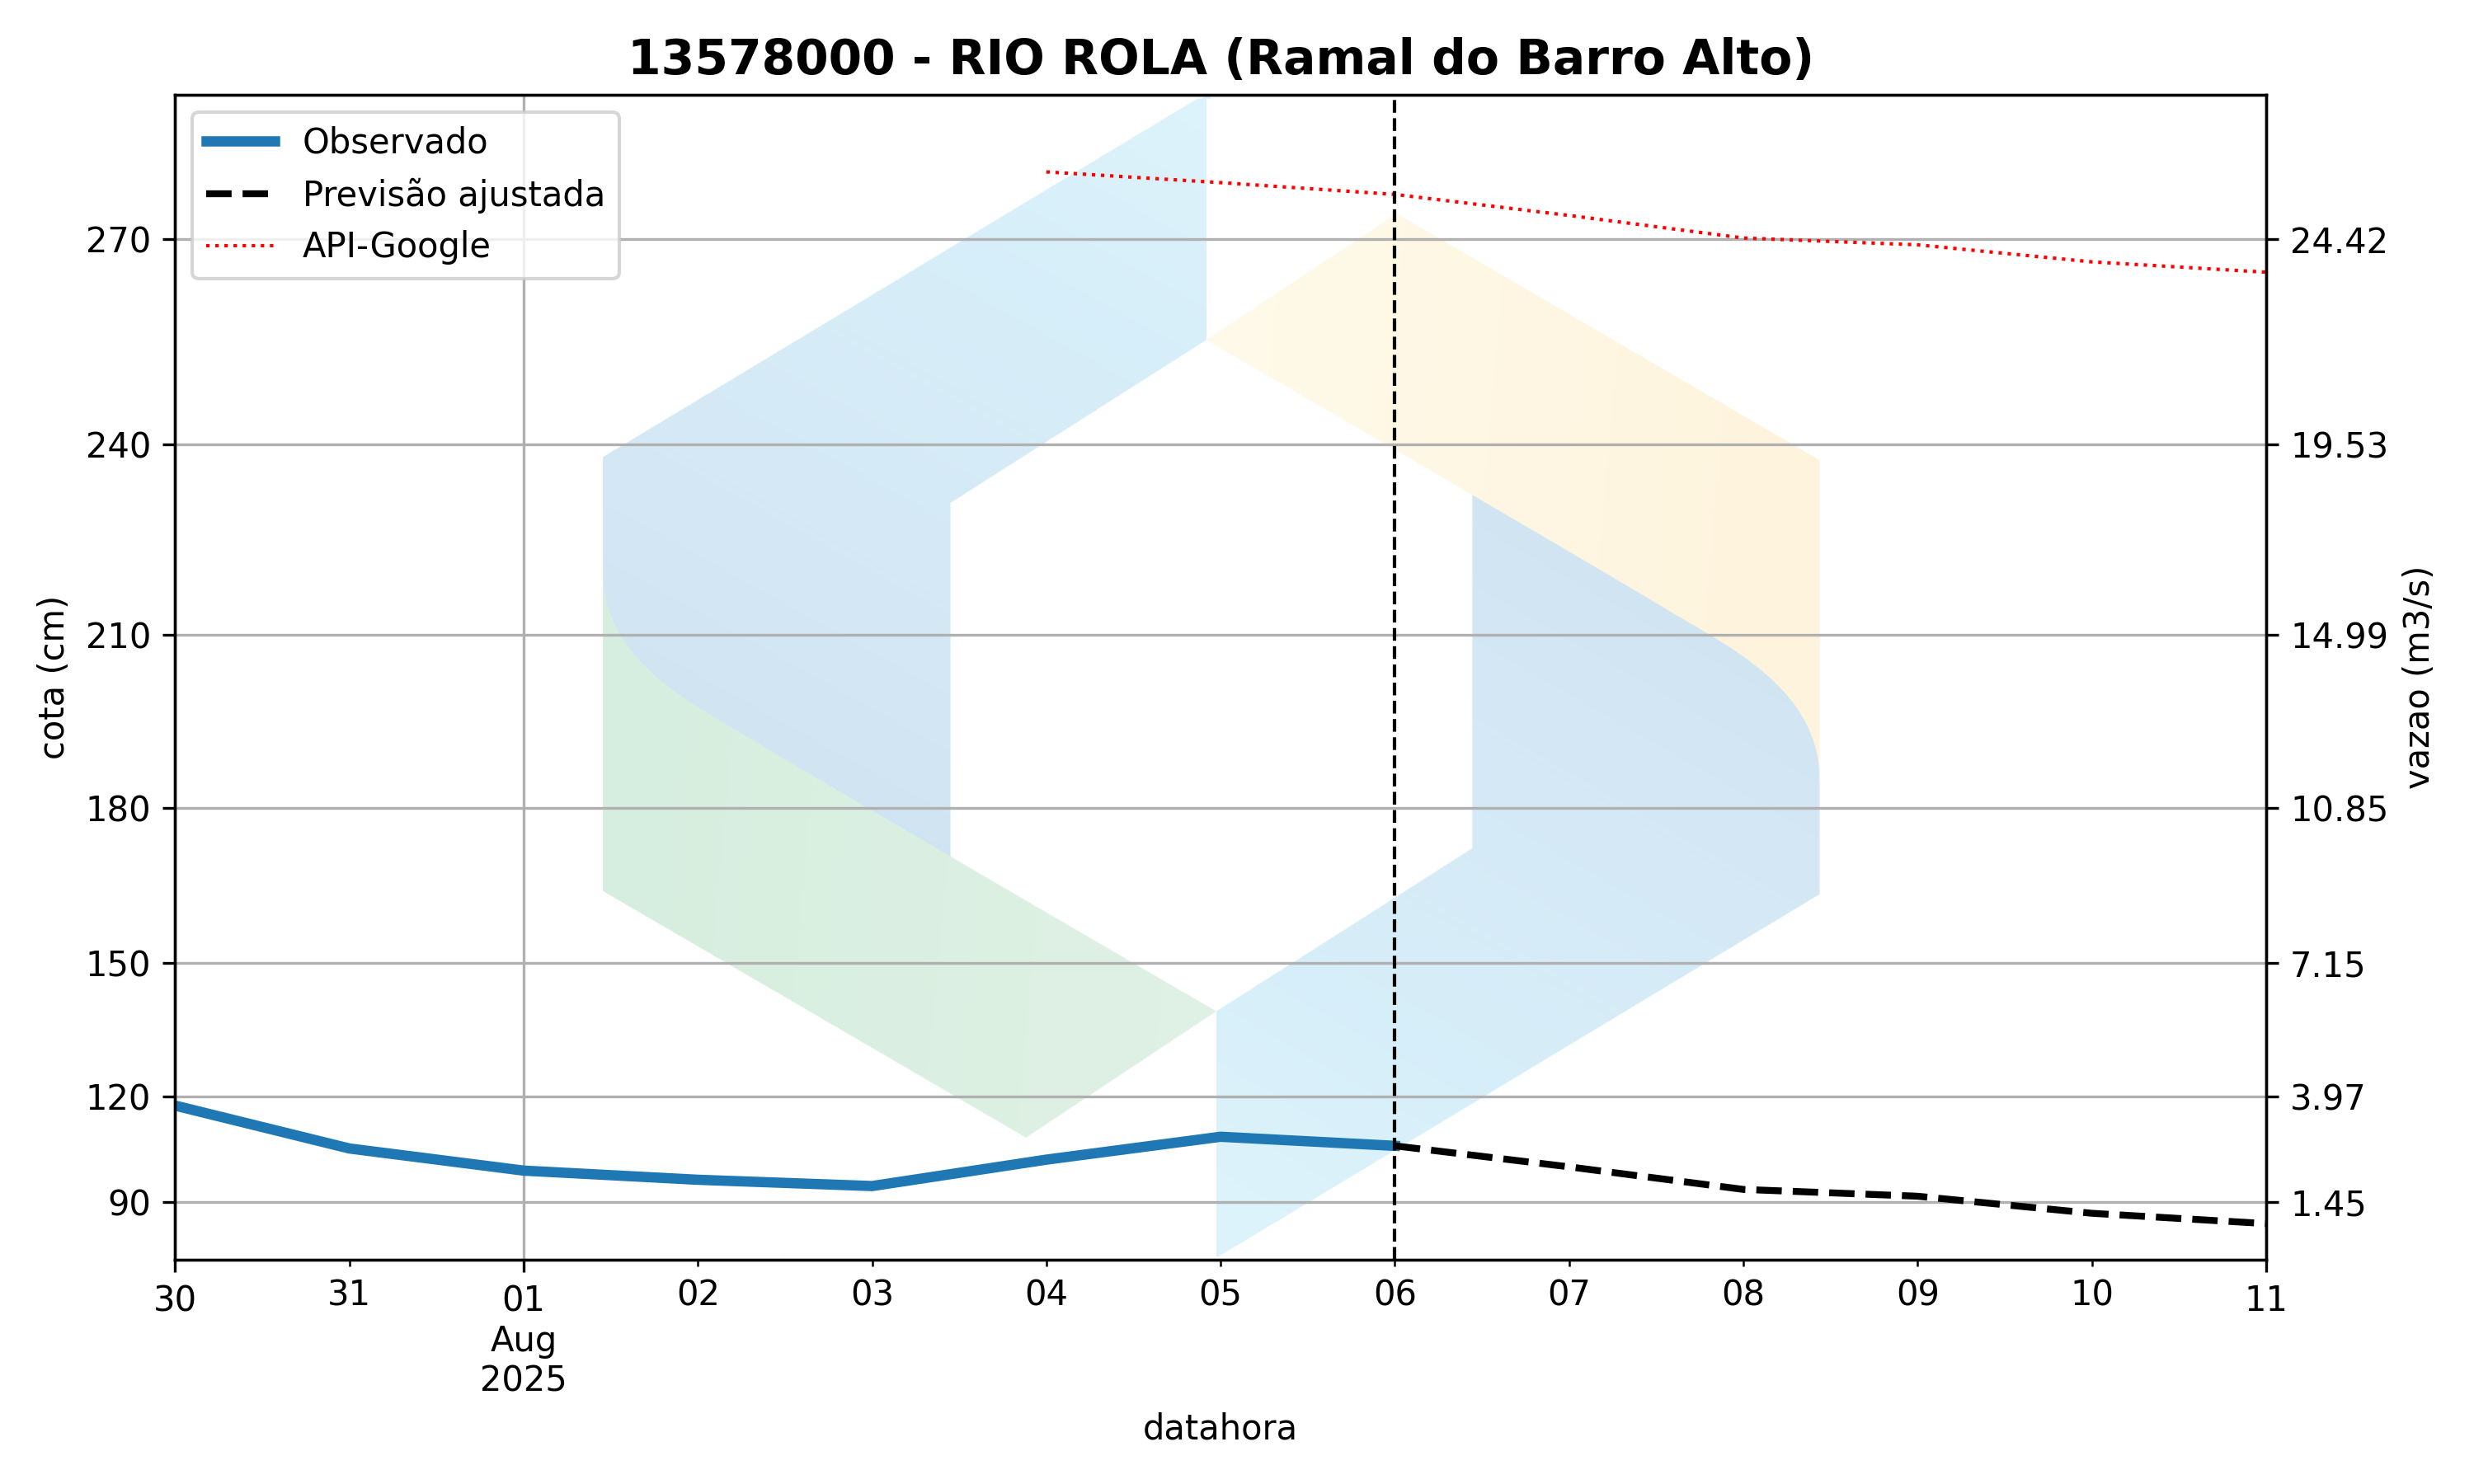 13578000 - RIO ROLA (Ramal do Barro Alto)
Observado
Previsão ajustada
API-Google
270
240
210
180
150
120
90
cota (cm)
24.42
19.53
14.99
10.85
7.15
3.97
1.45
vazao (m3/s)
30 31 01 02 03 04 05 06 07 08 09 10 11
Aug
2025
datahora